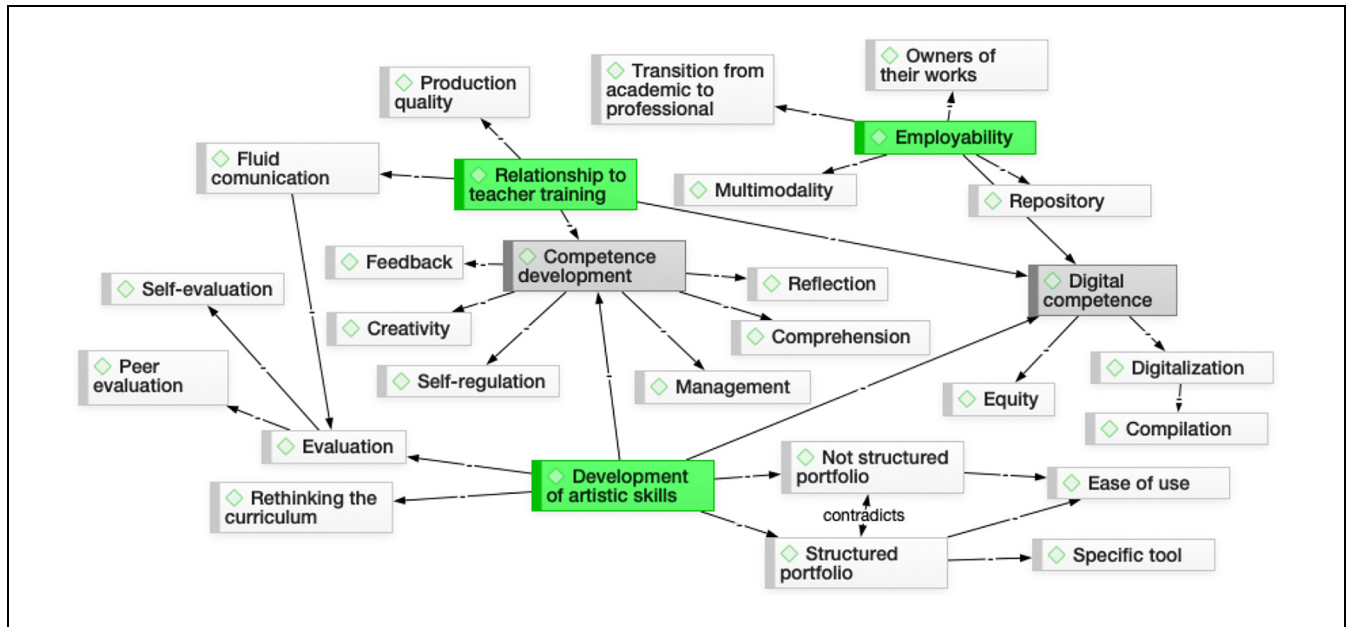 Owners of
their works
Transition from
academic to
professional
Production
quality
Employability
Fluid
comunication
Relationship to
teacher training
Multimodality
Repository
Competence
development
Feedback
Reflection
Digital
competence
Self-evaluation
Creativity
Comprehension
Peer
evaluation
Self-regulation
Management
Digitalization
Equity
Compilation
Evaluation
Not structured
portfolio
Development
of artistic skills
Ease of use
Rethinking the
curriculum
contradicts
Structured
portfolio
Specific tool